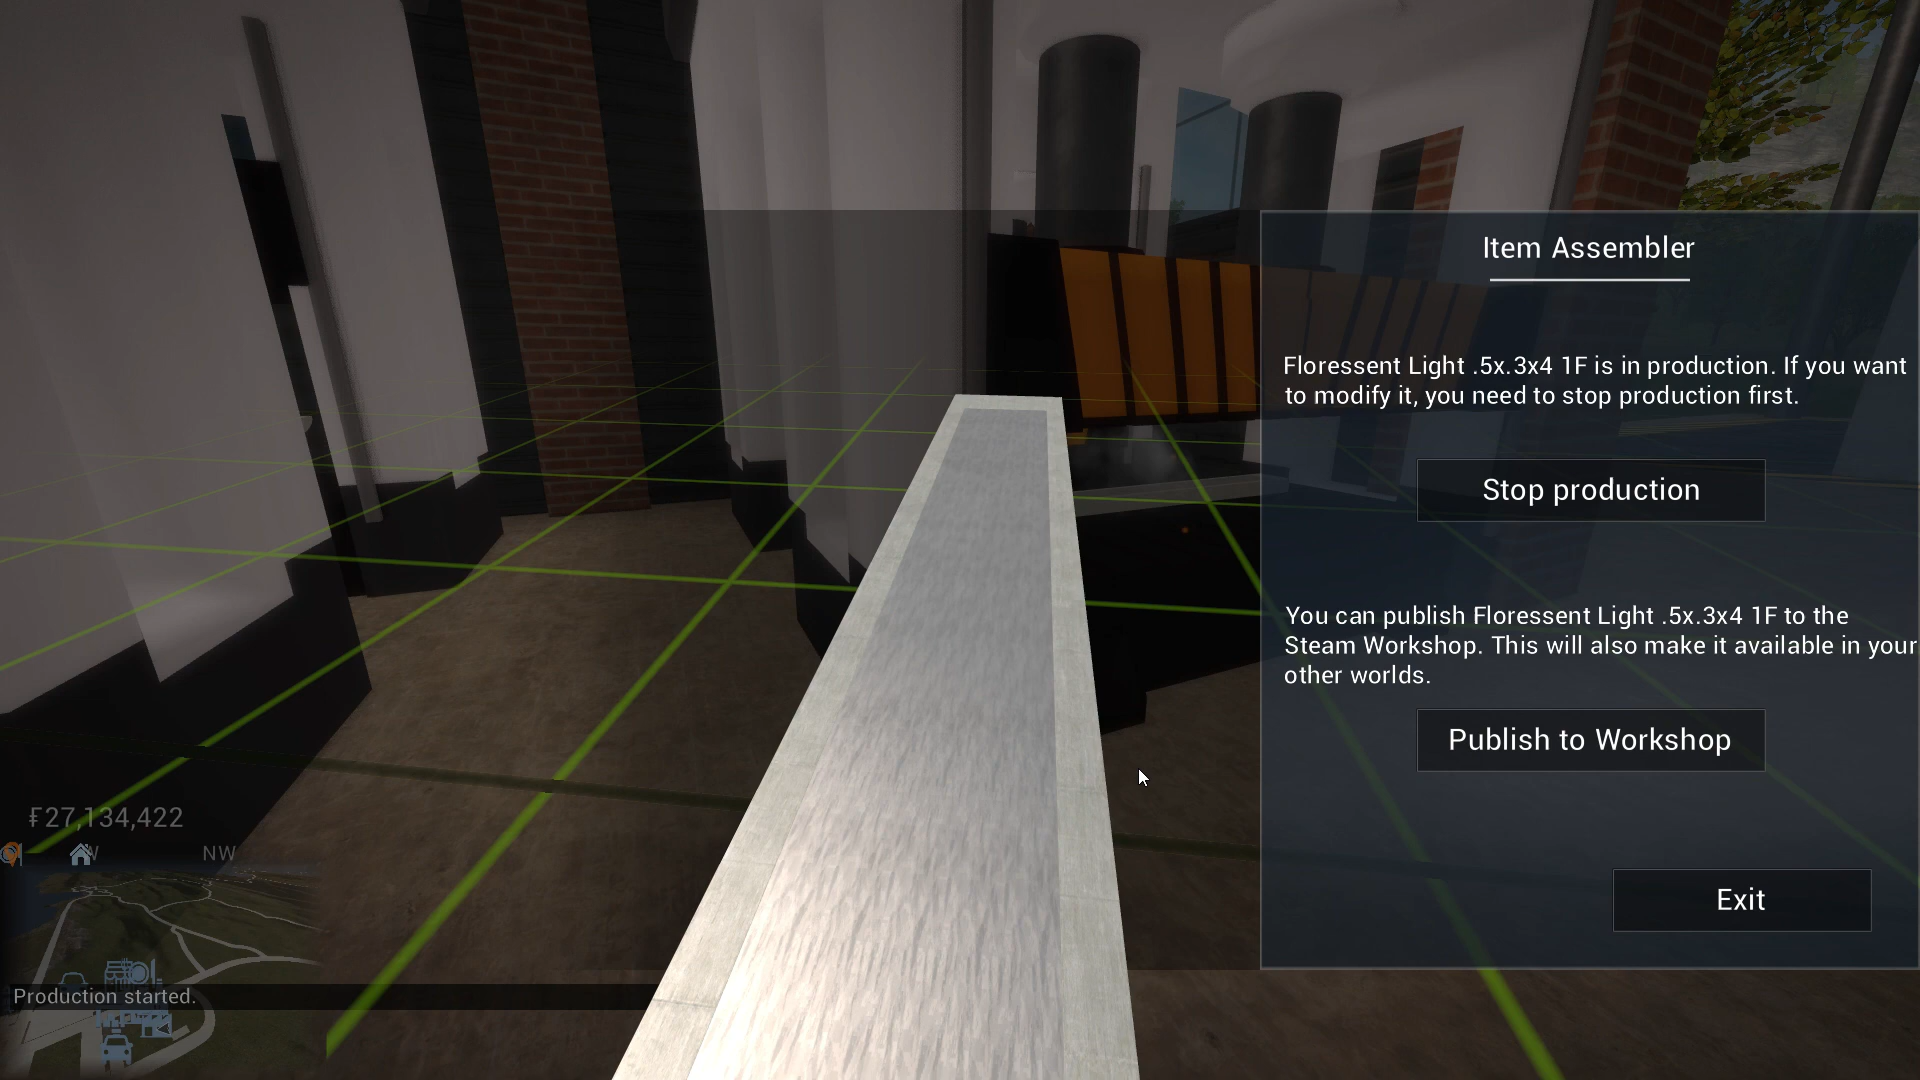 Item Assembler
Floressent Light .5x.3x4 1F is in production. If you want
to modify it, you need to stop production first.
Stop production
You can publish Floressent Light .5x.3x4 1F to the
Steam Workshop. This will also make it available in your
other worlds.
Publish to Workshop
Exit
₣27,134,422
W
NW
Production started.